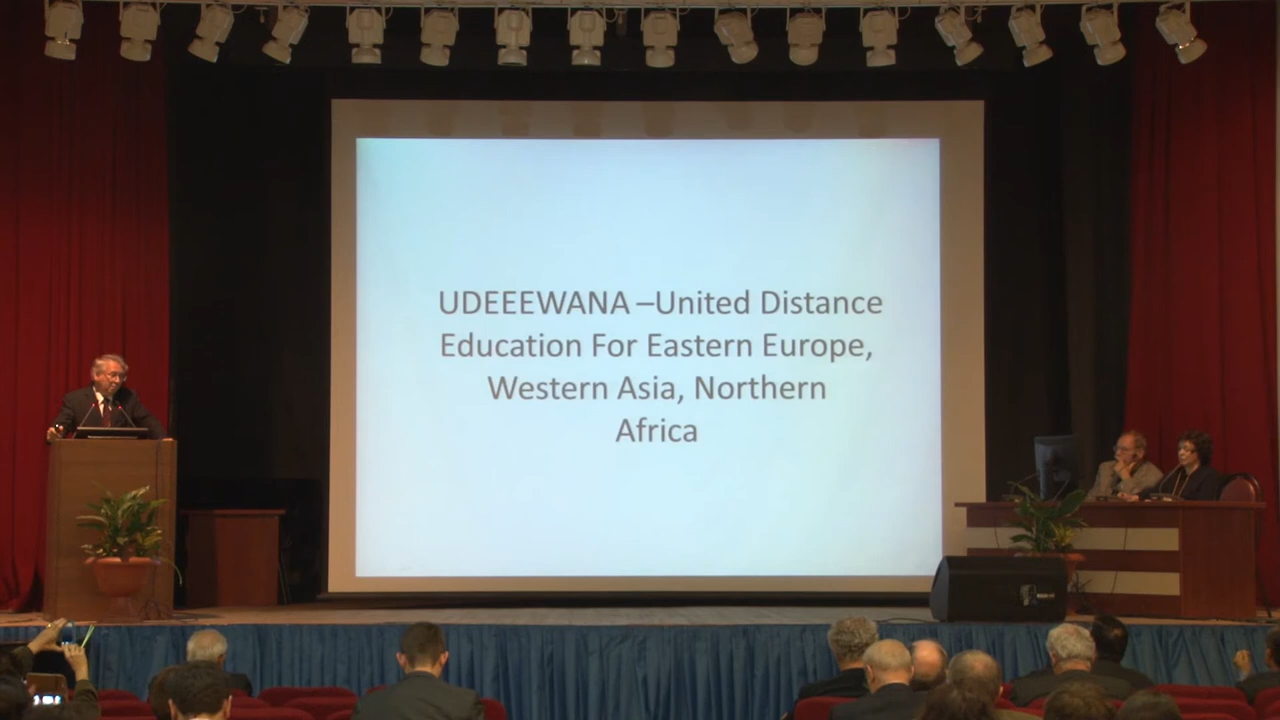 UDEEEWANA –United Distance
Education For Eastern Europe,
Western Asia, Northern
Africa